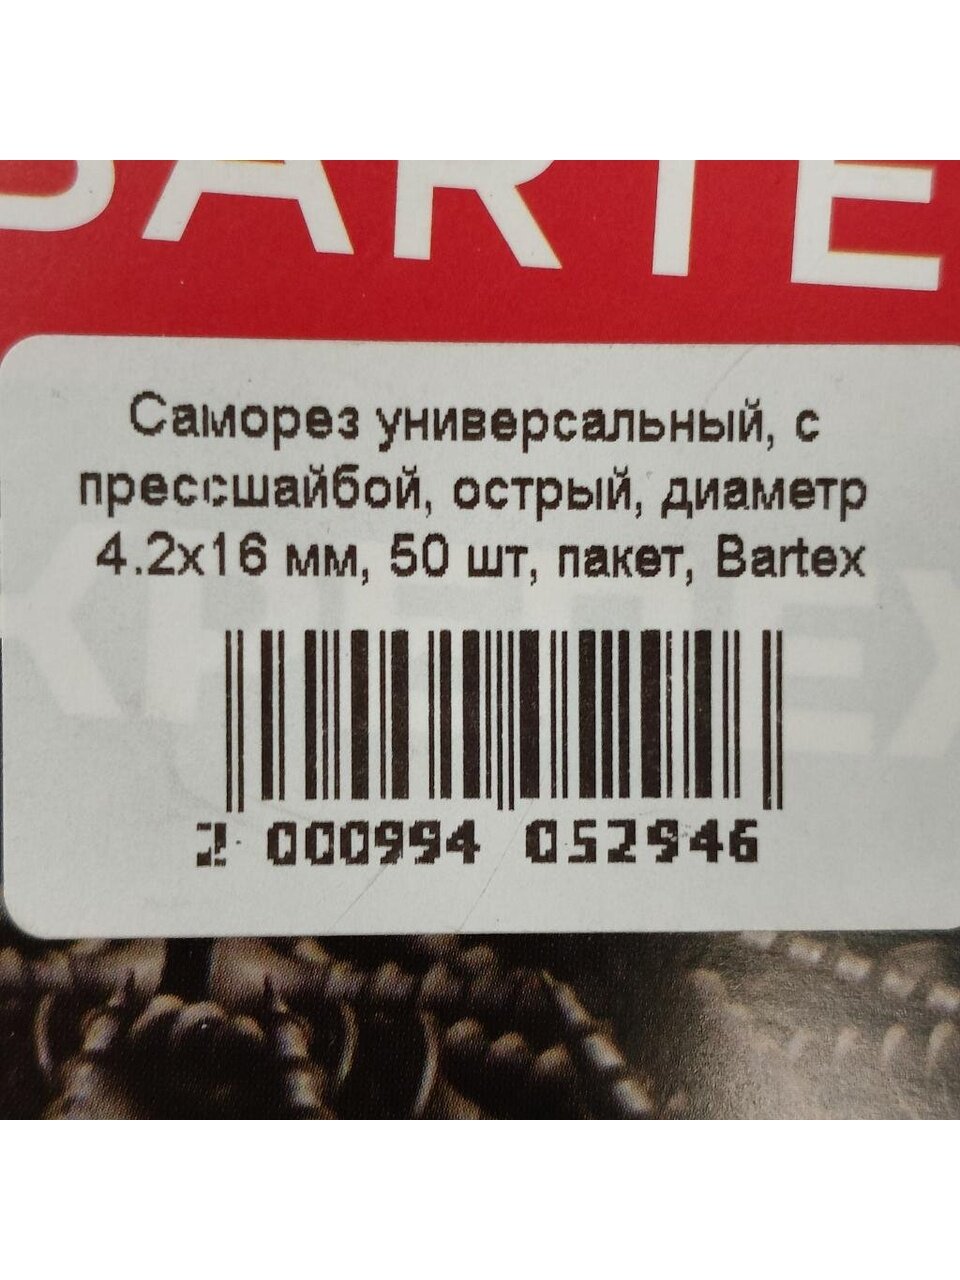 BARTE
Саморез универсальный, с
прессшайбой, острый, диаметр
4.2x16 мм, 50 шт, пакет, Bartex
2 000994 052946